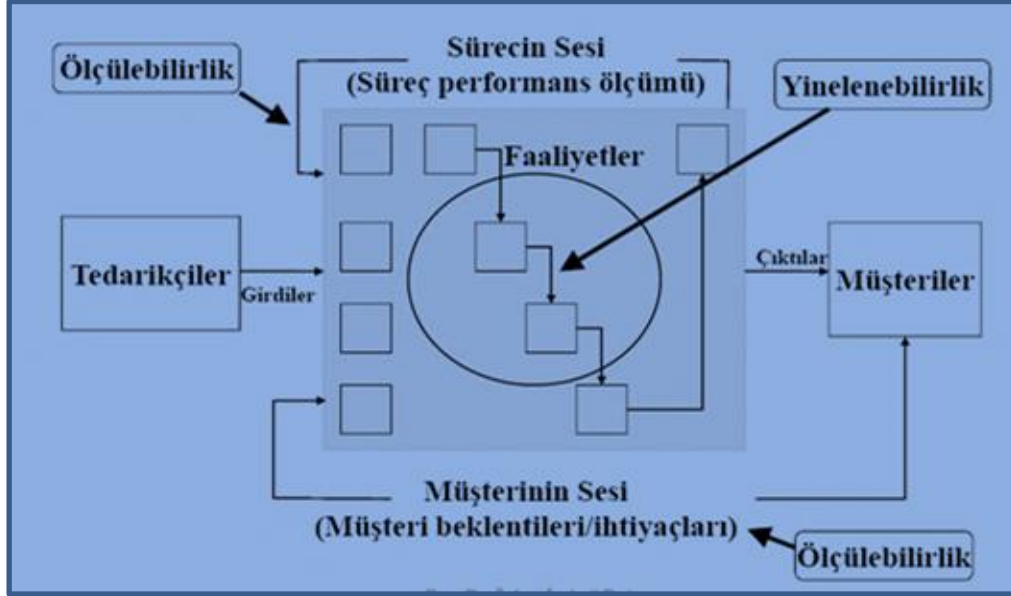 Sürecin Sesi
(Süreç performans ölçümü)
Ölçülebilirlik
Yinelenebilirlik
Faaliyetler
Tedarikçiler
Girdiler
Çıktılar
Müşteriler
Müşterinin Sesi
(Müşteri beklentileri/ihtiyaçları)
Ölçülebilirlik